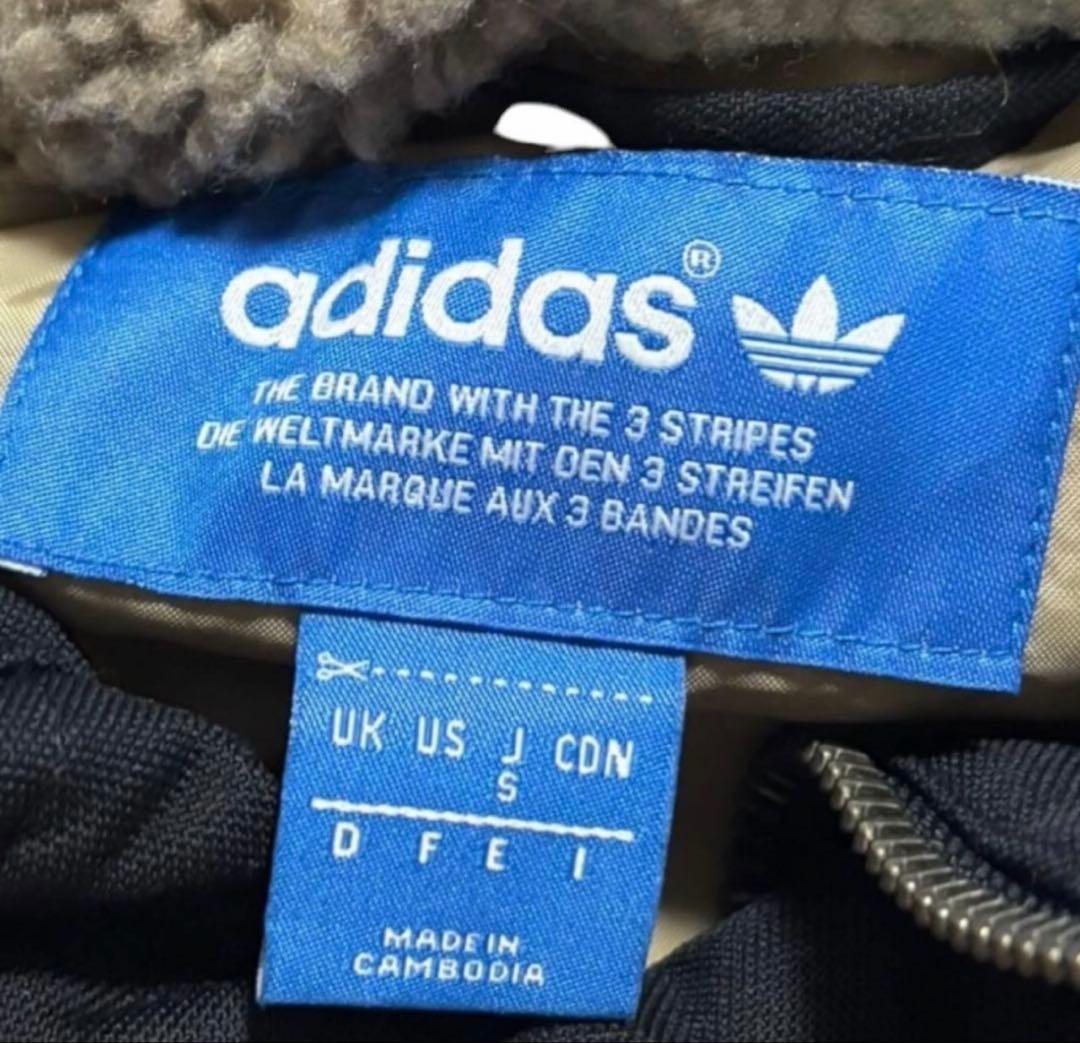 adidas®
THE BRAND WITH THE 3 STRIPES
DIE WELTMARKE MIT DEN 3 STREIFEN
LA MARQUE AUX 3 BANDES
UK US J CDN
S
D F E I
MADE IN
CAMBODIA